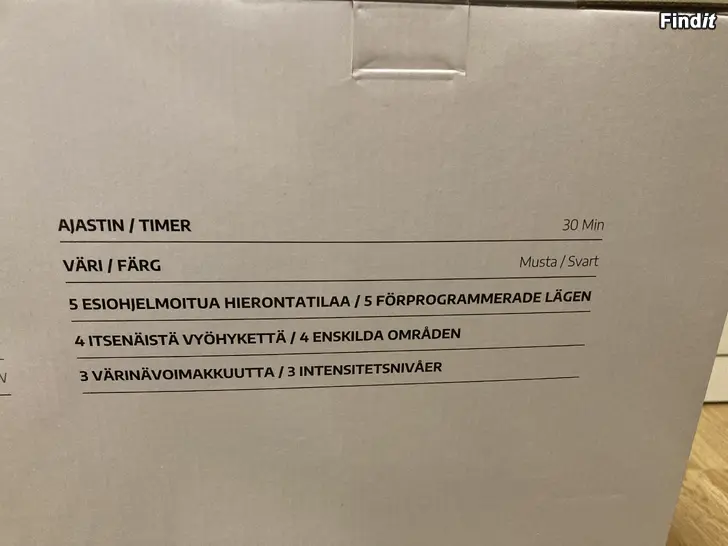 Findit
AJASTIN / TIMER 30 Min
VÄRI / FÄRG Musta / Svart
5 ESIOHJELMOITUA HIERONTATILAA / 5 FÖRPROGRAMMERADE LÄGEN
4 ITSENÄISTÄ VYÖHYKETTÄ / 4 ENSKILDA OMRÅDEN
3 VÄRINÄVOIMAKKUUTTA / 3 INTENSITETSNIVÅER